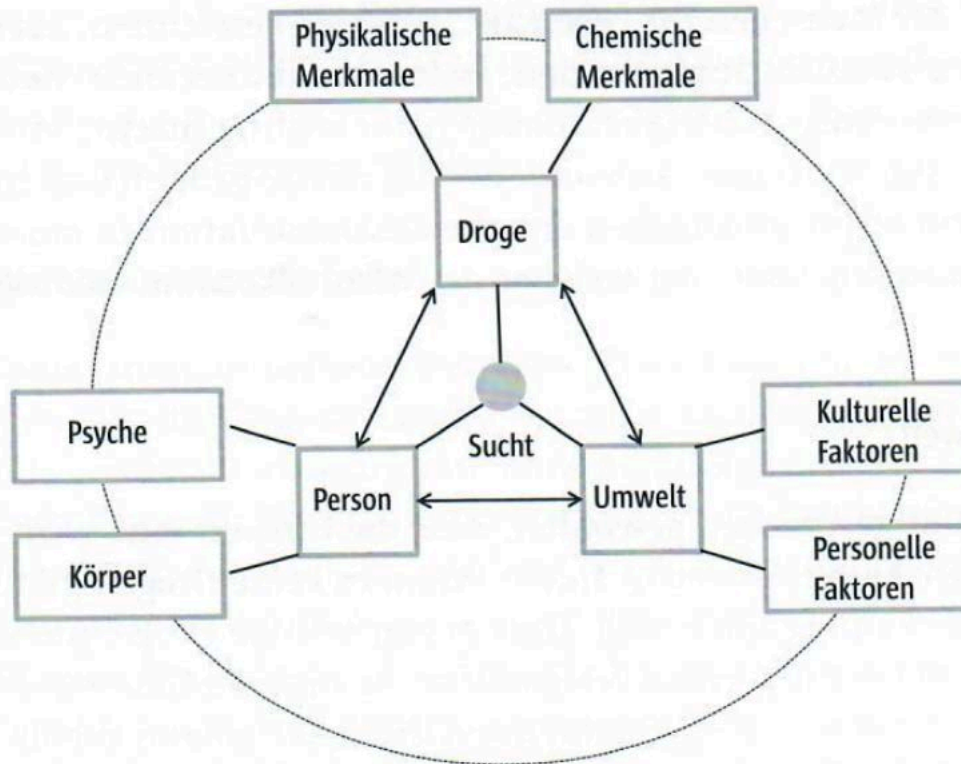 Physikalische
Merkmale
Chemische
Merkmale
Droge
Psyche
Sucht
Kulturelle
Faktoren
Person
Umwelt
Körper
Personelle
Faktoren